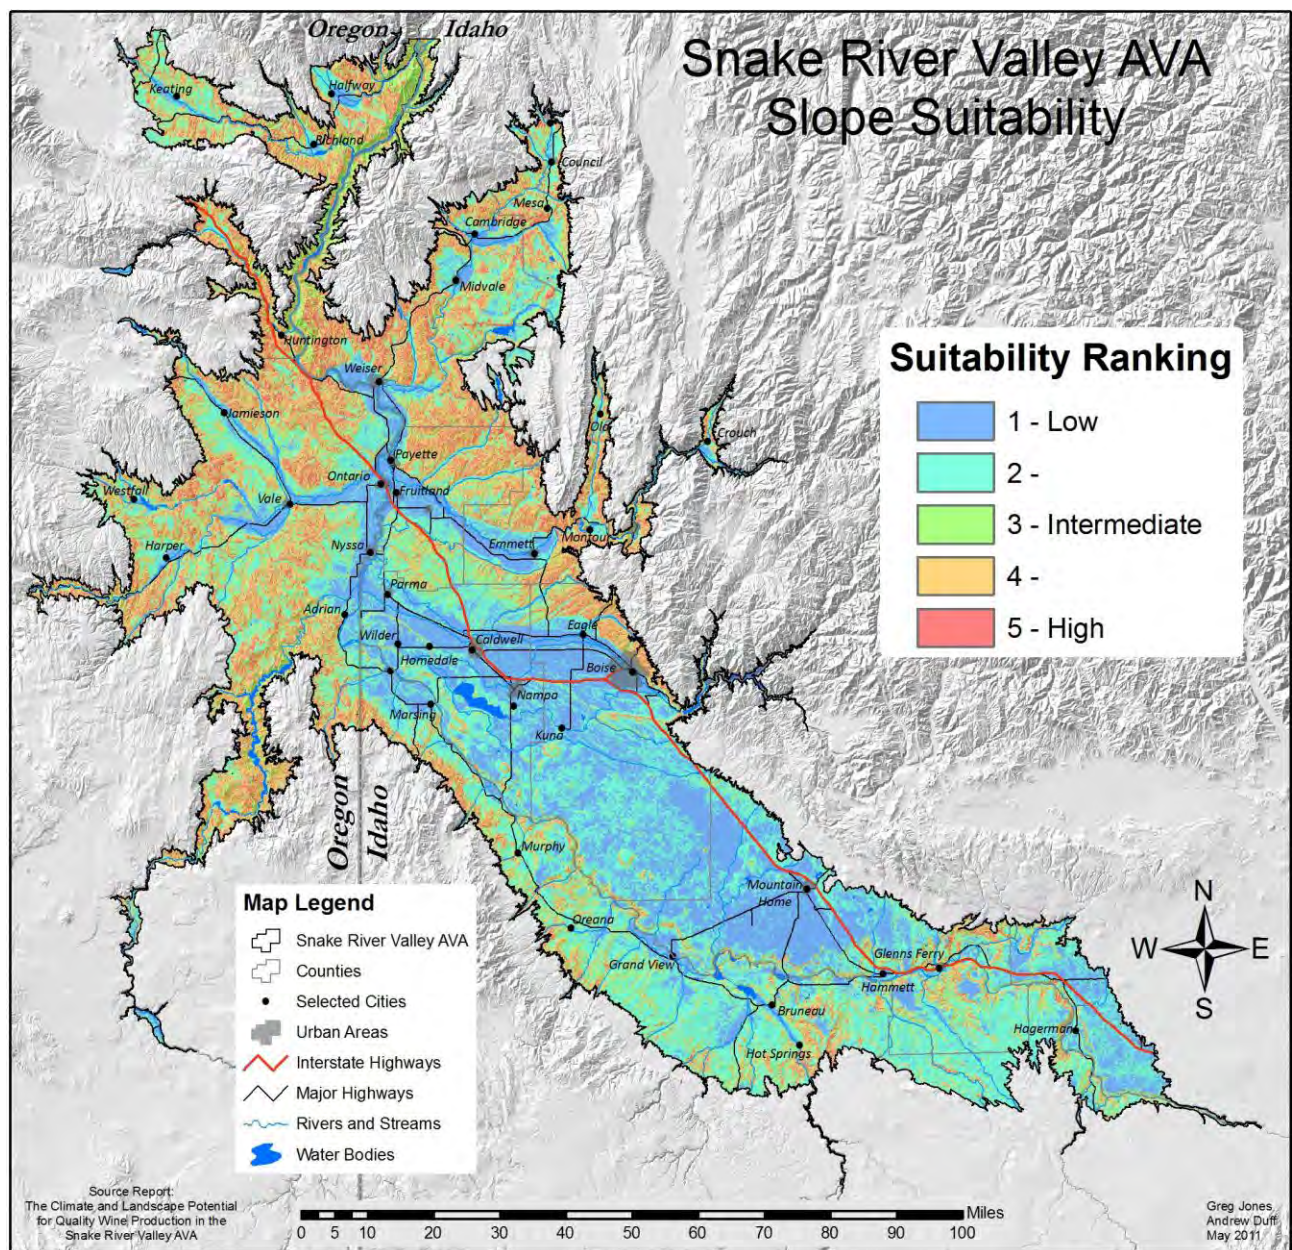 Oregon Idaho
Snake River Valley AVA
Slope Suitability
Keating
Halfway
Richland
Council
Mesa
Cambridge
Midvale
Huntington
Weiser
Suitability Ranking
1 - Low
2 -
3 - Intermediate
4 -
5 - High
Jamieson
Ola
Crouch
Payette
Ontario
Fruitland
Westfall
Vale
Harper
Nyssa
Emmett
Montou
Parma
Adrian
Eagle
Wilder
Caldwell
Homedale
Boise
Nampa
Marsing
Kuna
Oregon
Idaho
Murphy
Mountain
Home
Map Legend
Snake River Valley AVA
Counties
Selected Cities
Urban Areas
Interstate Highways
Major Highways
Rivers and Streams
Water Bodies
Oreana
Grand View
Glenns Ferry
Hammett
Bruneau
Hagerman
Hot Springs
N
W E
S
Source Report:
The Climate and Landscape Potential
for Quality Wine Production in the
Snake River Valley AVA
Miles
0 5 10 20 30 40 50 60 70 80 90 100
Greg Jones
Andrew Duff
May 2011